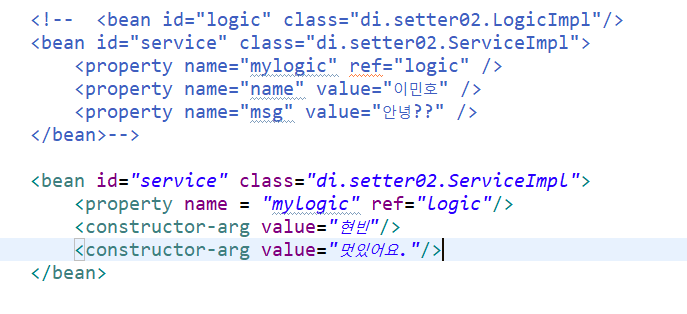 <!--  <bean id="logic" class="di.setter02.LogicImpl"/>
<bean id="service" class="di.setter02.ServiceImpl">
    <property name="mylogic" ref="logic" />
    <property name="name" value="이민호" />
    <property name="msg" value="안녕??" />
</bean>-->
<bean id="service" class="di.setter02.ServiceImpl">
    <property name = "mylogic" ref="logic"/>
    <constructor-arg value="현빈"/>
    <constructor-arg value="멋있어요."/>
</bean>